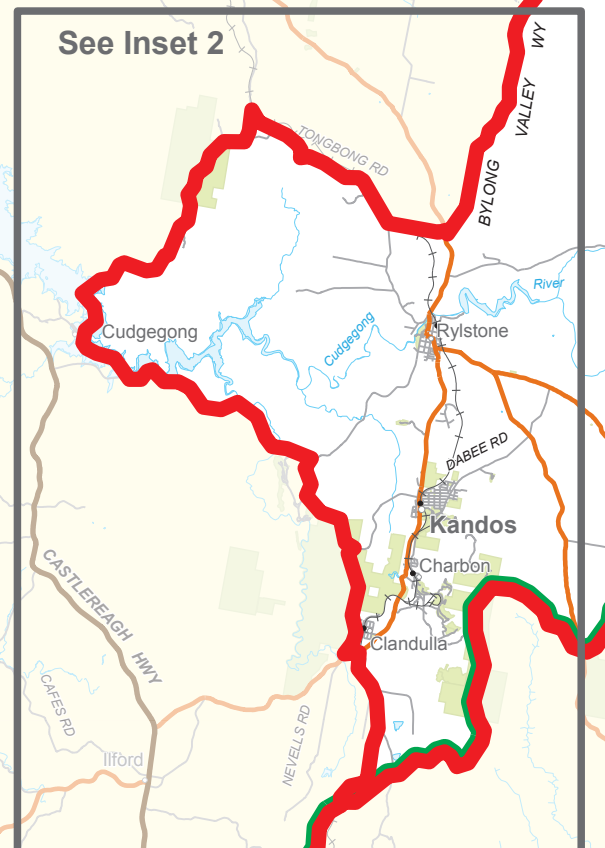 See Inset 2
BYLONG VALLEY WY
TONGBONG RD
River
Cudgegong
Cudgegong
Rylstone
DABEE RD
Kandos
Charbon
Clandulla
CASTLEREAGH HWY
CAFES RD
NEVELLS RD
Ilford